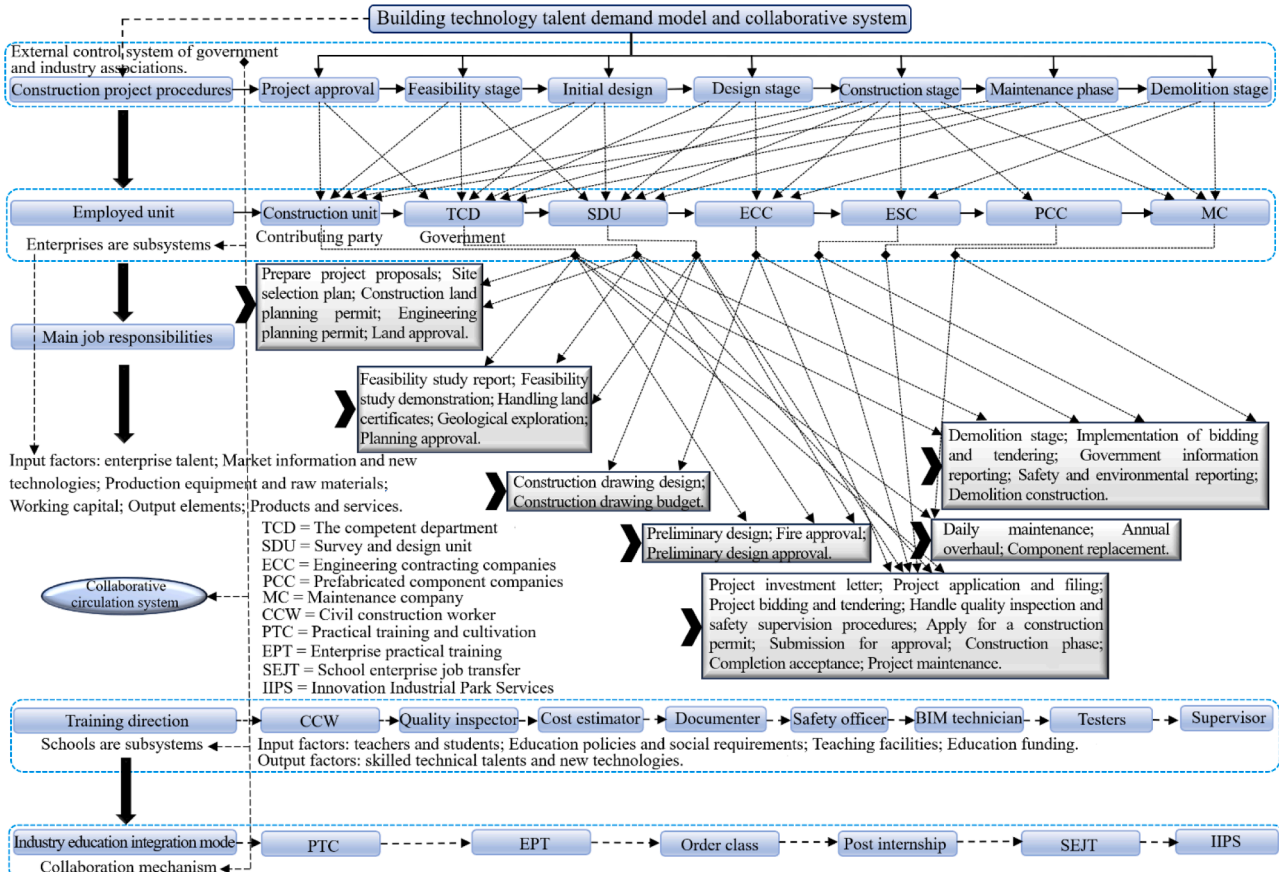 Building technology talent demand model and collaborative system
External control system of government
and industry associations.
Construction project procedures
Project approval
Feasibility stage
Initial design
Design stage
Construction stage
Maintenance phase
Demolition stage
Employed unit
Construction unit
TCD
SDU
ECC
ESC
PCC
MC
Contributing party
Government
Enterprises are subsystems
Prepare project proposals; Site
selection plan; Construction land
planning permit; Engineering
planning permit; Land approval.
Main job responsibilities
Feasibility study report; Feasibility
study demonstration; Handling land
certificates; Geological exploration;
Planning approval.
Demolition stage; Implementation of bidding
and tendering; Government information
reporting; Safety and environmental reporting;
Demolition construction.
Input factors: enterprise talent; Market information and new
technologies; Production equipment and raw materials;
Working capital; Output elements; Products and services.
Construction drawing design;
Construction drawing budget.
Preliminary design; Fire approval;
Preliminary design approval.
Daily maintenance; Annual
overhaul; Component replacement.
TCD = The competent department
SDU = Survey and design unit
ECC = Engineering contracting companies
PCC = Prefabricated component companies
MC = Maintenance company
CCW = Civil construction worker
PTC = Practical training and cultivation
EPT = Enterprise practical training
SEJT = School enterprise job transfer
IIPS = Innovation Industrial Park Services
Collaborative
circulation system
Project investment letter; Project application and filing;
Project bidding and tendering; Handle quality inspection and
safety supervision procedures; Apply for a construction
permit; Submission for approval; Construction phase;
Completion acceptance; Project maintenance.
Training direction
CCW
Quality inspector
Cost estimator
Documenter
Safety officer
BIM technician
Testers
Supervisor
Schools are subsystems
Input factors: teachers and students; Education policies and social requirements; Teaching facilities; Education funding.
Output factors: skilled technical talents and new technologies.
Industry education integration mode
PTC
EPT
Order class
Post internship
SEJT
IIPS
Collaboration mechanism